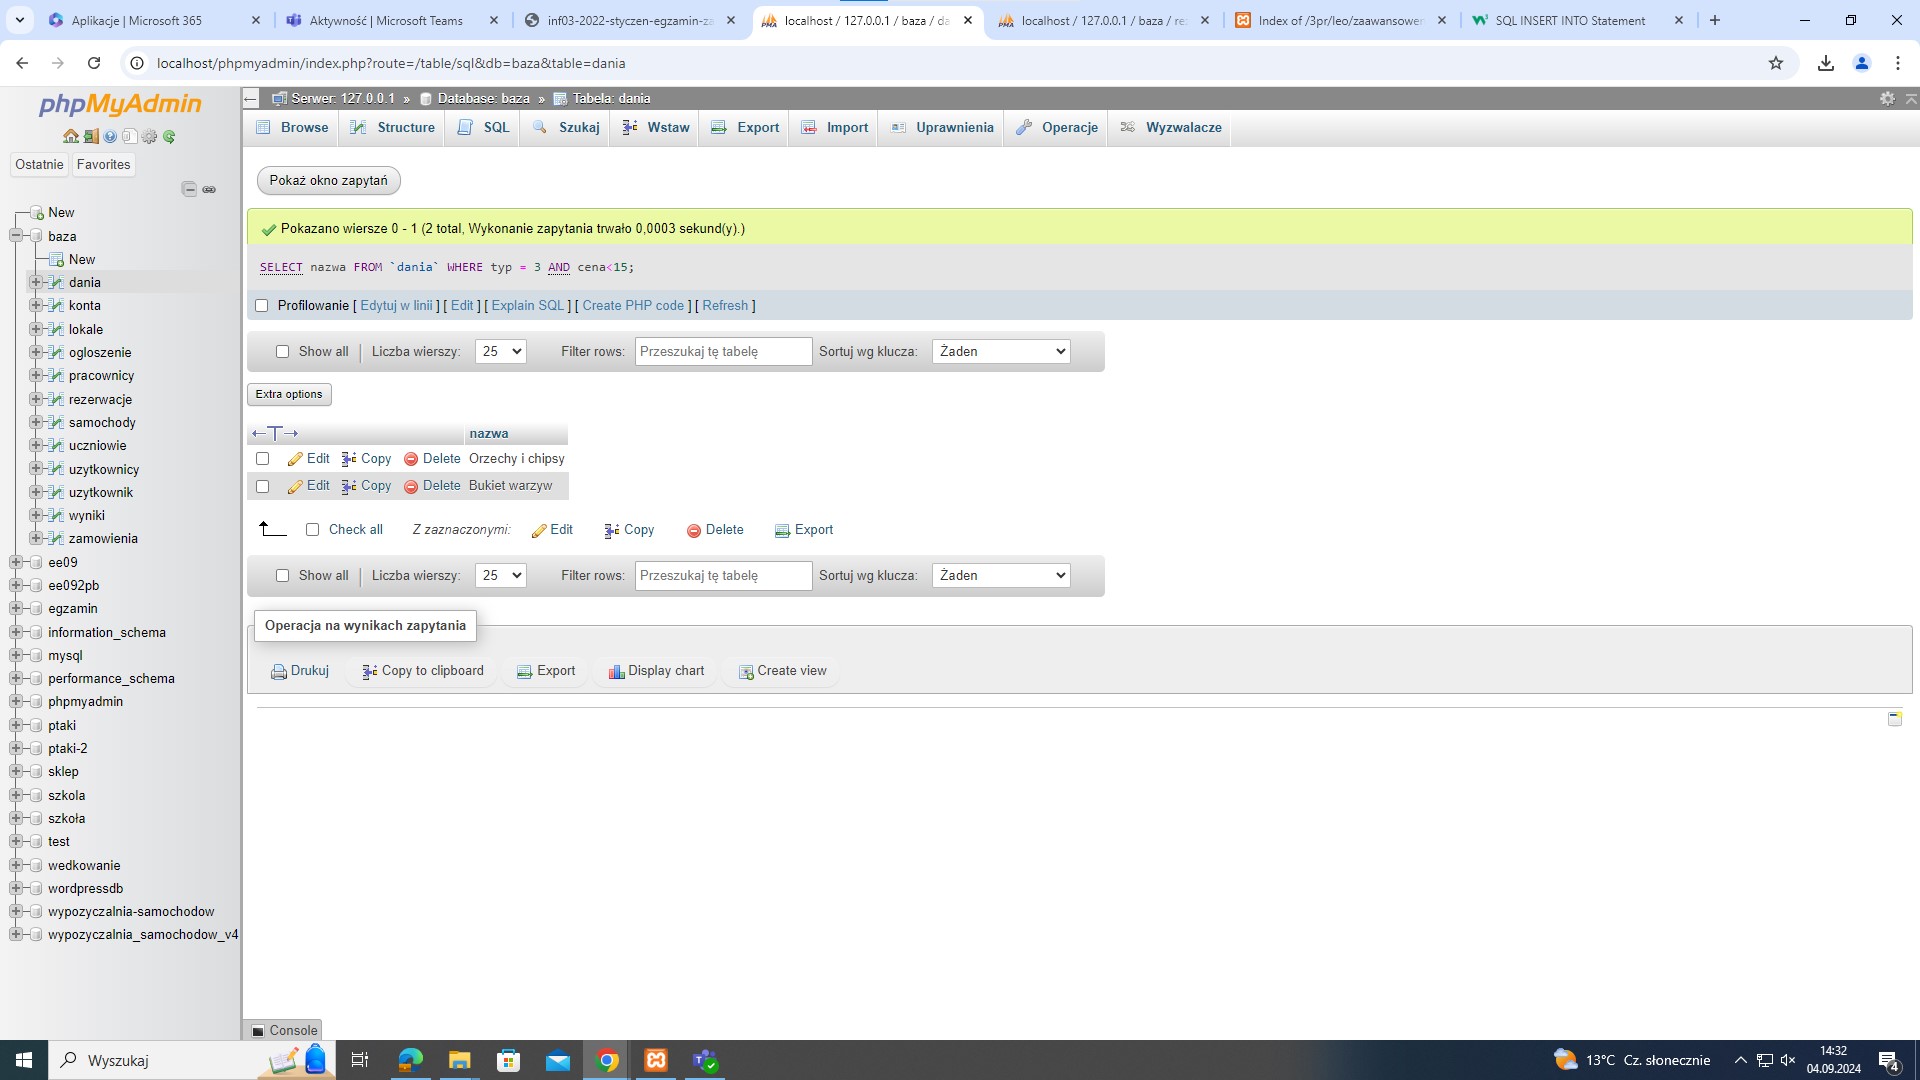 Aplikacje | Microsoft 365
Aktywność | Microsoft Teams
inf03-2022-styczen-egzamin-za
localhost / 127.0.0.1 / baza / da
localhost / 127.0.0.1 / baza / re
Index of /3pr/leo/zaawansowen
SQL INSERT INTO Statement
localhost/phpmyadmin/index.php?route=/table/sql&db=baza&table=dania
phpMyAdmin
Ostatnie
Favorites
New
baza
New
dania
konta
lokale
ogloszenie
pracownicy
rezerwacje
samochody
uczniowie
uzytkownicy
uzytkownik
wyniki
zamowienia
ee09
ee092pb
egzamin
information_schema
mysql
performance_schema
phpmyadmin
ptaki
ptaki-2
sklep
szkola
szkoła
test
wedkowanie
wordpressdb
wypozyczalnia-samochodow
wypozyczalnia_samochodow_v4
Serwer: 127.0.0.1 » Database: baza » Tabela: dania
Browse Structure SQL Szukaj Wstaw Export Import Uprawnienia Operacje Wyzwalacze
Pokaż okno zapytań
Pokazano wiersze 0 - 1 (2 total, Wykonanie zapytania trwało 0,0003 sekund(y).)
SELECT nazwa FROM `dania` WHERE typ = 3 AND cena<15;
Profilowanie [ Edytuj w linii ] [ Edit ] [ Explain SQL ] [ Create PHP code ] [ Refresh ]
Show all Liczba wierszy: 25 Filter rows: Przeszukaj tę tabelę Sortuj wg klucza: Żaden
Extra options
nazwa
Edit Copy Delete Orzechy i chipsy
Edit Copy Delete Bukiet warzyw
Check all Z zaznaczonymi: Edit Copy Delete Export
Show all Liczba wierszy: 25 Filter rows: Przeszukaj tę tabelę Sortuj wg klucza: Żaden
Operacja na wynikach zapytania
Drukuj Copy to clipboard Export Display chart Create view
Console
Wyszukaj
13°C Cz. słonecznie
14:32
04.09.2024
4